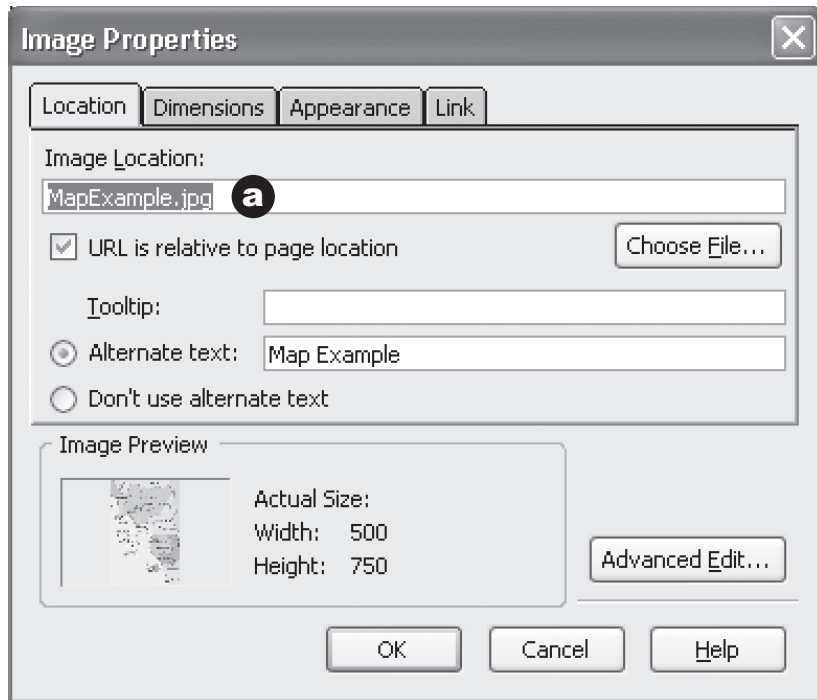 Image Properties
Location Dimensions Appearance Link
Image Location:
MapExample.jpg a
URL is relative to page location Choose File...
Tooltip:
Alternate text: Map Example
Don't use alternate text
Image Preview
Actual Size:
Width: 500
Height: 750
Advanced Edit...
OK Cancel Help